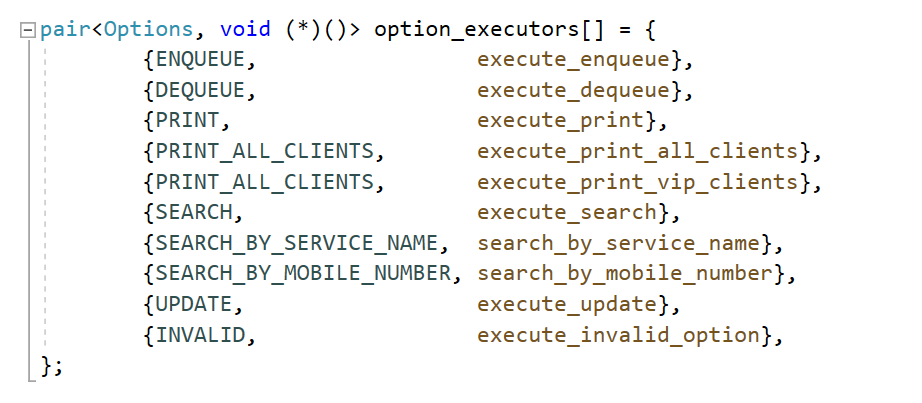 pair<Options, void (*)()> option_executors[] = {
{ENQUEUE, execute_enqueue},
{DEQUEUE, execute_dequeue},
{PRINT, execute_print},
{PRINT_ALL_CLIENTS, execute_print_all_clients},
{PRINT_ALL_CLIENTS, execute_print_vip_clients},
{SEARCH, execute_search},
{SEARCH_BY_SERVICE_NAME, search_by_service_name},
{SEARCH_BY_MOBILE_NUMBER, search_by_mobile_number},
{UPDATE, execute_update},
{INVALID, execute_invalid_option},
};